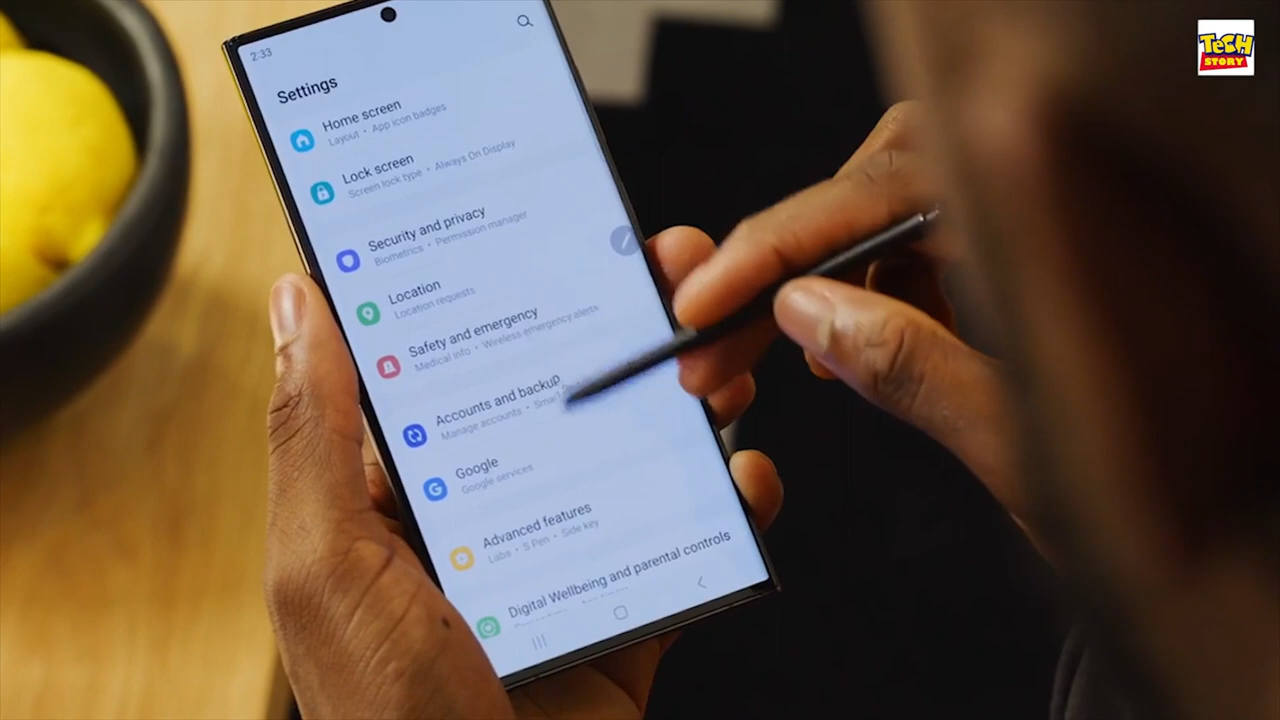 2:33
TECH
STORY
Settings
Home screen
Layout • App icon badges
Lock screen
Screen lock type • Always On Display
Security and privacy
Biometrics • Permission manager
Location
Location requests
Safety and emergency
Medical info • Wireless emergency alerts
Accounts and backup
Manage accounts •
Google
Google services
Advanced features
Labs • S Pen • Side key
Digital Wellbeing and parental controls